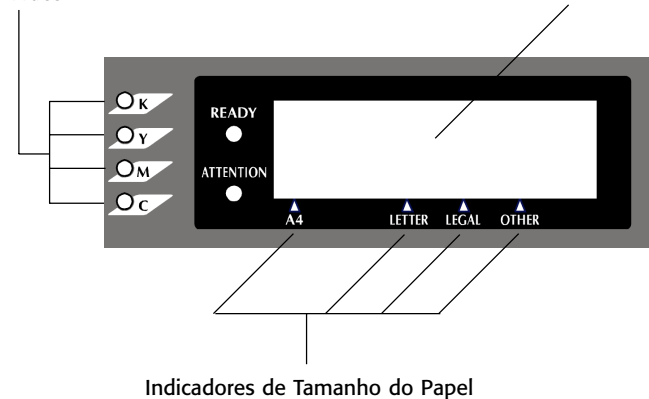 K
READY
Y
M
ATTENTION
C
A4 LETTER LEGAL OTHER
Indicadores de Tamanho do Papel